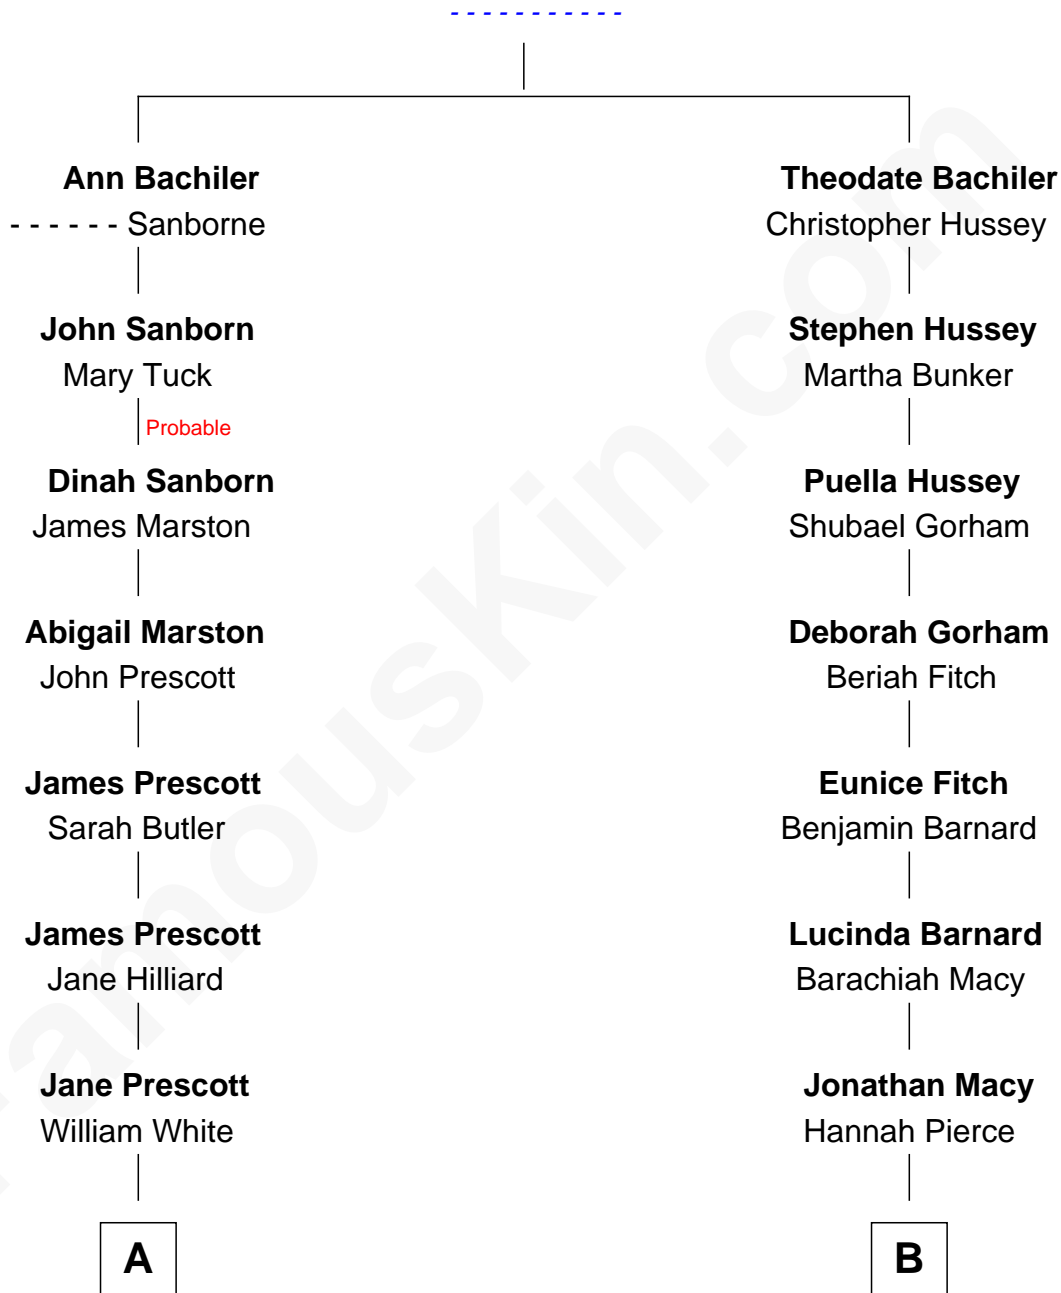 - - - - - - - - - - -
Ann Bachiler
- - - - - - Sanborne
Theodate Bachiler
Christopher Hussey
John Sanborn
Mary Tuck
Stephen Hussey
Martha Bunker
Probable
Dinah Sanborn
James Marston
Puella Hussey
Shubael Gorham
Abigail Marston
John Prescott
Deborah Gorham
Beriah Fitch
James Prescott
Sarah Butler
Eunice Fitch
Benjamin Barnard
James Prescott
Jane Hilliard
Lucinda Barnard
Barachiah Macy
Jane Prescott
William White
Jonathan Macy
Hannah Pierce
A
B
FamousKin.com